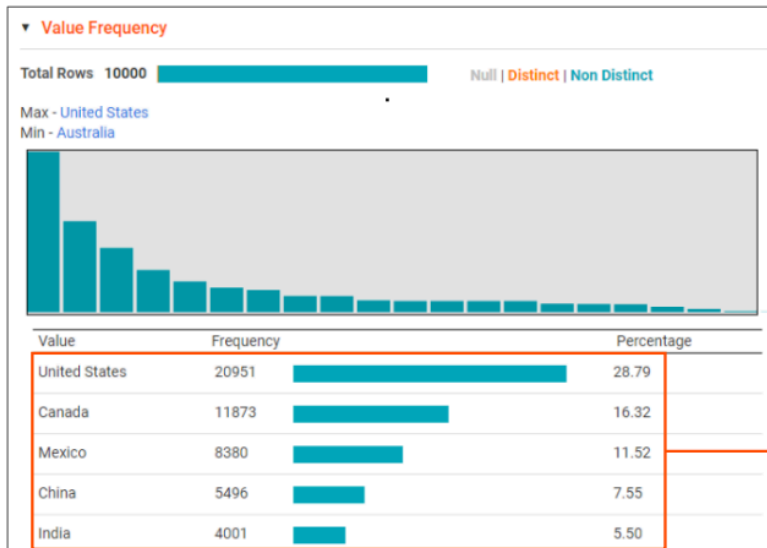 Value Frequency
Total Rows 10000 Null | Distinct | Non Distinct
Max - United States
Min - Australia
Value Frequency Percentage
United States 20951 28.79
Canada 11873 16.32
Mexico 8380 11.52
China 5496 7.55
India 4001 5.50